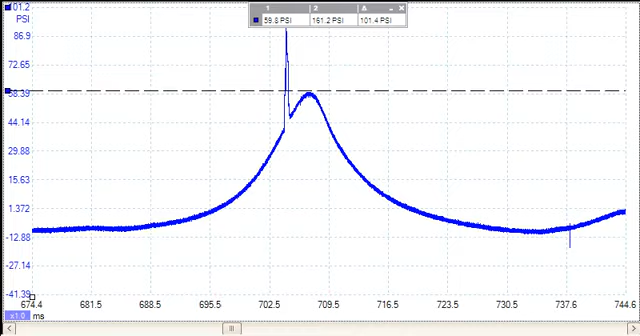 101.2
PSI
1 2 Δ
59.8 PSI 161.2 PSI 101.4 PSI
86.9
72.65
58.39
44.14
29.88
15.63
1.372
-12.88
-27.14
-41.39
674.4 681.5 688.5 695.5 702.5 709.5 716.5 723.5 730.5 737.6 744.6
x1.0 ms